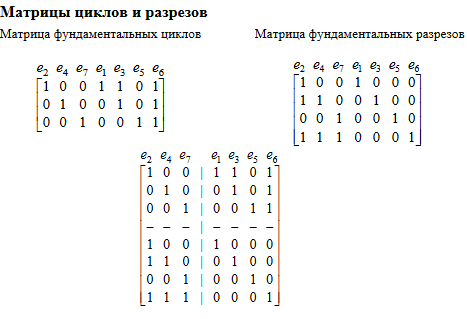 Матрицы циклов и разрезов
Матрица фундаментальных циклов
Матрица фундаментальных разрезов
e2 e4 e7 e1 e3 e5 e6
1 0 0 1 1 0 1
0 1 0 0 1 0 1
0 0 1 0 0 1 1
e2 e4 e7 e1 e3 e5 e6
1 0 0 1 0 0 0
1 1 0 0 1 0 0
0 0 1 0 0 1 0
1 1 1 0 0 0 1
e2 e4 e7 e1 e3 e5 e6
1 0 0 | 1 1 0 1
0 1 0 | 0 1 0 1
0 0 1 | 0 0 1 1
– – – | – – – –
1 0 0 | 1 0 0 0
1 1 0 | 0 1 0 0
0 0 1 | 0 0 1 0
1 1 1 | 0 0 0 1